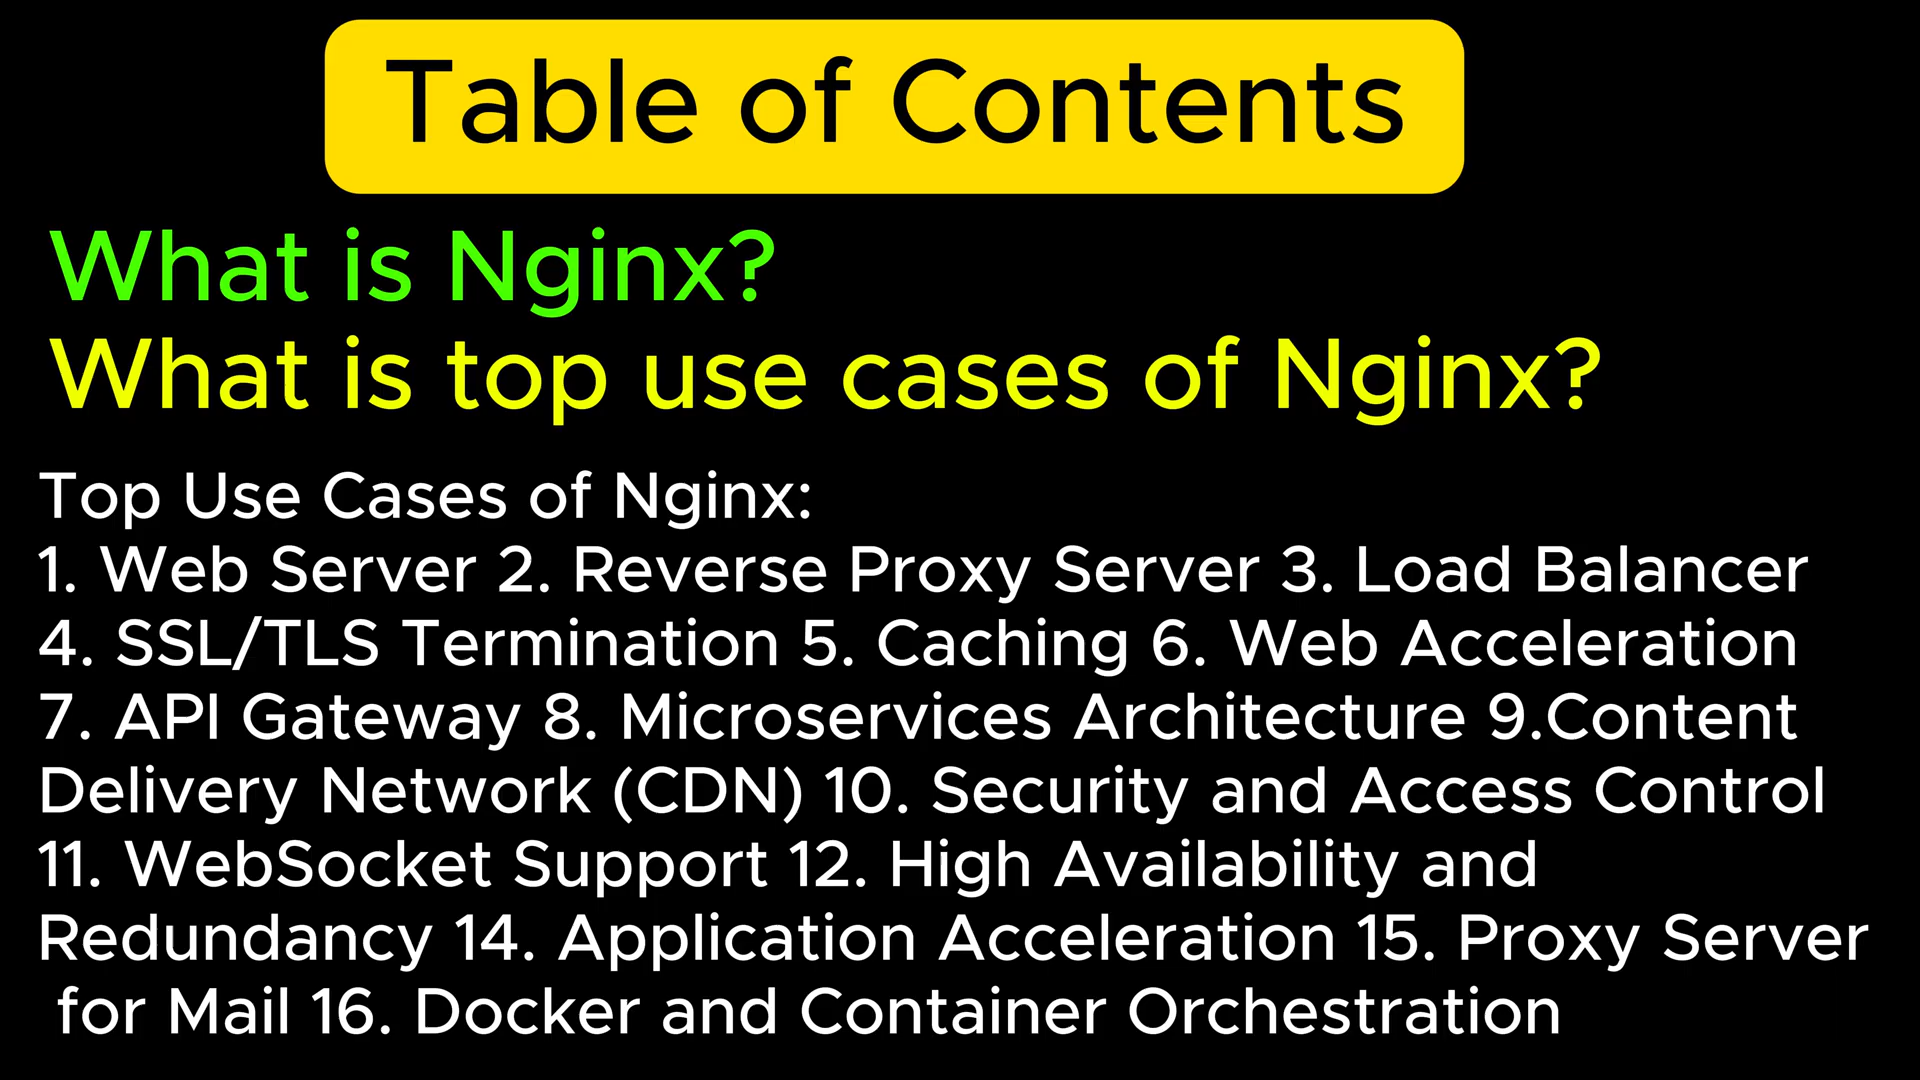 Table of Contents
What is Nginx?
What is top use cases of Nginx?
Top Use Cases of Nginx:
1. Web Server 2. Reverse Proxy Server 3. Load Balancer
4. SSL/TLS Termination 5. Caching 6. Web Acceleration
7. API Gateway 8. Microservices Architecture 9.Content
Delivery Network (CDN) 10. Security and Access Control
11. WebSocket Support 12. High Availability and
Redundancy 14. Application Acceleration 15. Proxy Server
for Mail 16. Docker and Container Orchestration